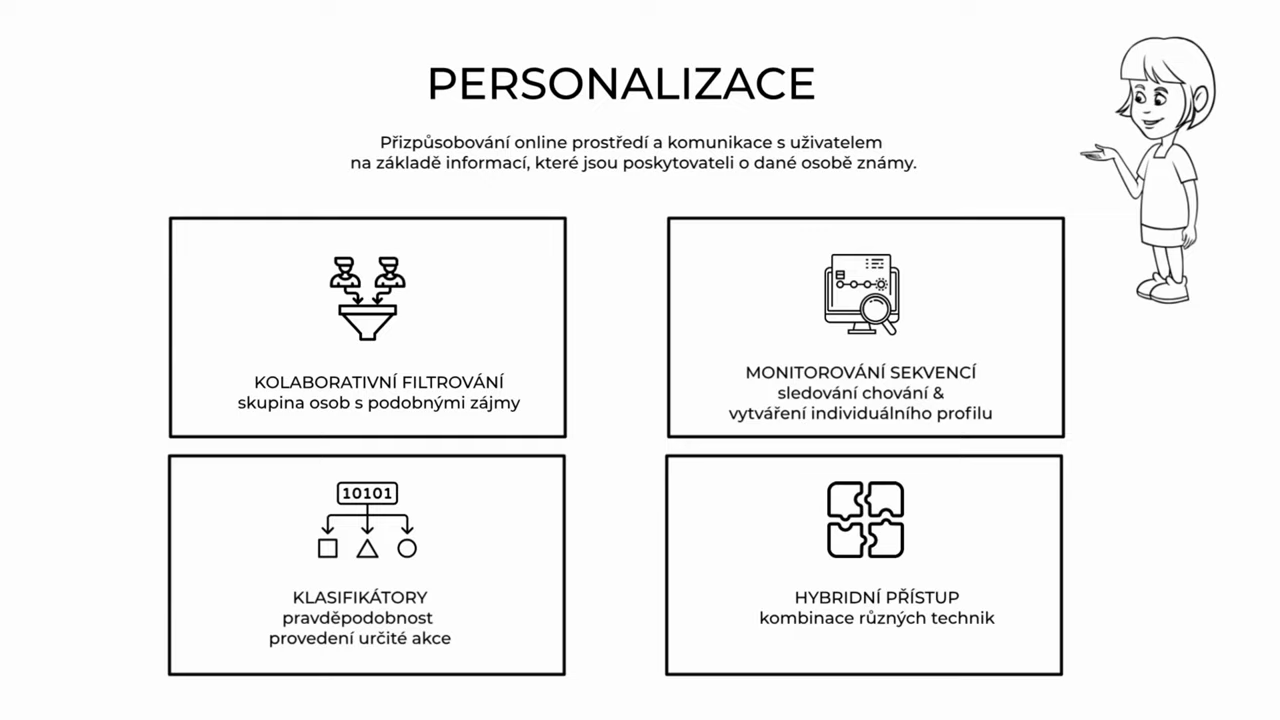 PERSONALIZACE
Přizpůsobování online prostředí a komunikace s uživatelem
na základě informací, které jsou poskytovateli o dané osobě známy.
KOLABORATIVNÍ FILTROVÁNÍ
skupina osob s podobnými zájmy
MONITOROVÁNÍ SEKVENCÍ
sledování chování &
vytváření individuálního profilu
10101
KLASIFIKÁTORY
pravděpodobnost
provedení určité akce
HYBRIDNÍ PŘÍSTUP
kombinace různých technik